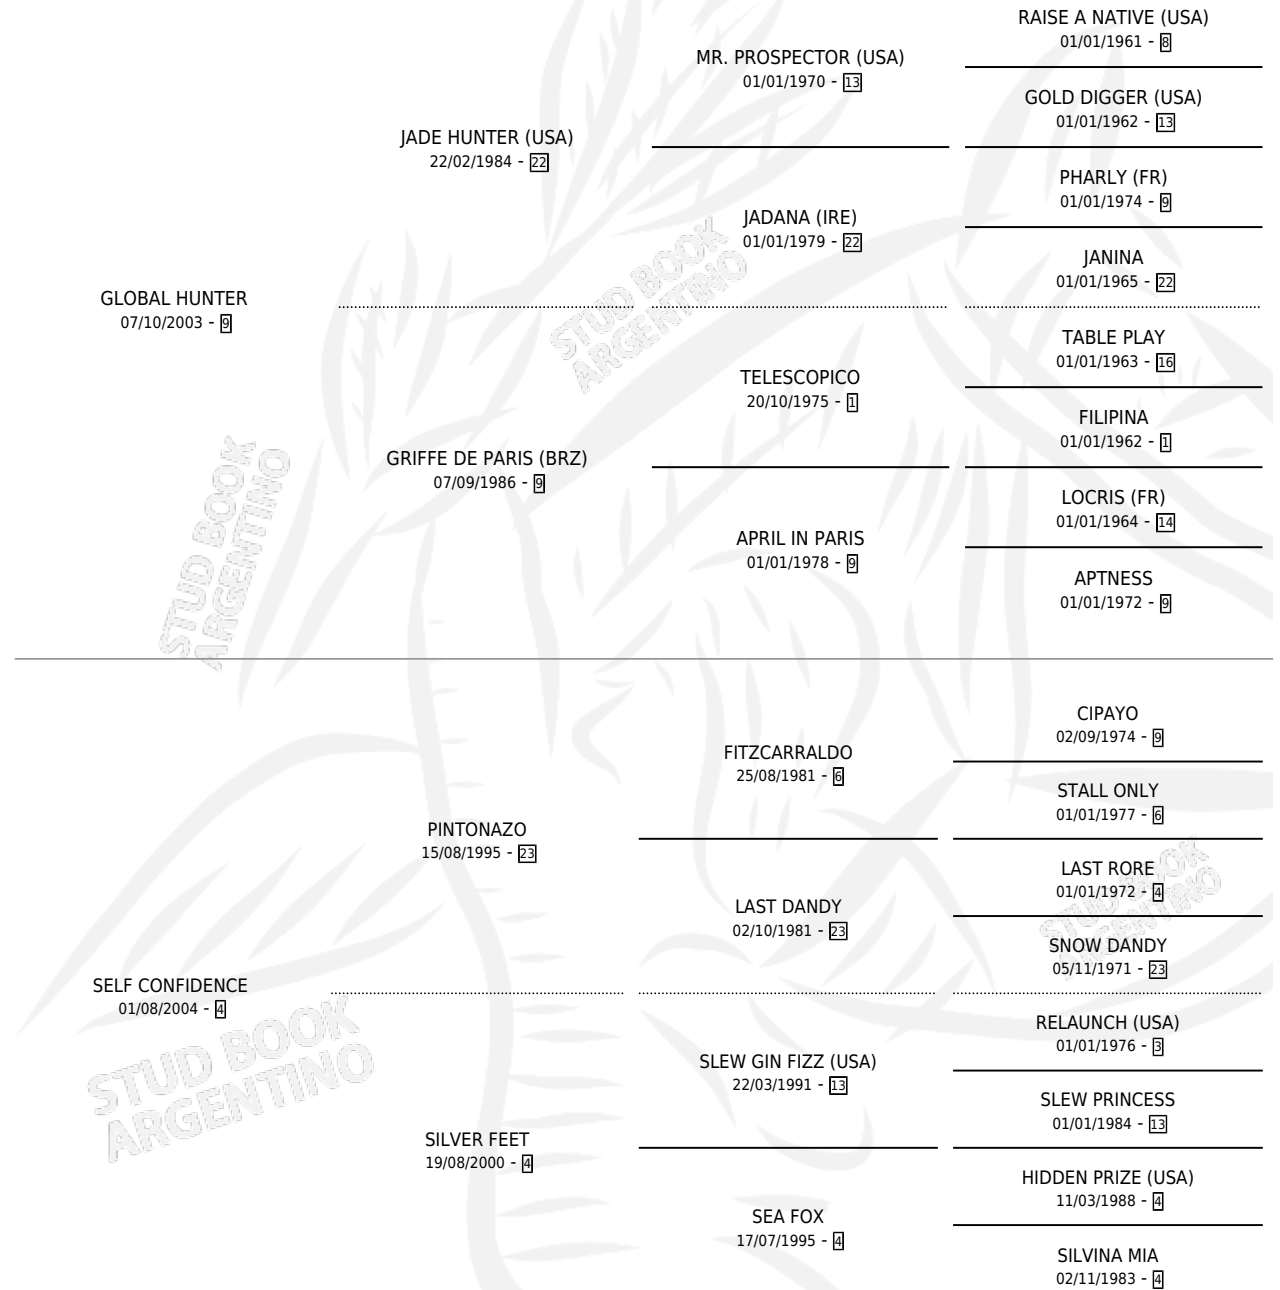 RAISE A NATIVE (USA)
01/01/1961 - 8
MR. PROSPECTOR (USA)
01/01/1970 - 13
GOLD DIGGER (USA)
01/01/1962 - 13
JADE HUNTER (USA)
22/02/1984 - 22
PHARLY (FR)
01/01/1974 - 9
JADANA (IRE)
01/01/1979 - 22
JANINA
01/01/1965 - 22
GLOBAL HUNTER
07/10/2003 - 9
TABLE PLAY
01/01/1963 - 16
TELESCOPICO
20/10/1975 - 1
FILIPINA
01/01/1962 - 1
GRIFFE DE PARIS (BRZ)
07/09/1986 - 9
LOCRIS (FR)
01/01/1964 - 14
APRIL IN PARIS
01/01/1978 - 9
APTNESS
01/01/1972 - 9
CIPAYO
02/09/1974 - 9
FITZCARRALDO
25/08/1981 - 6
STALL ONLY
01/01/1977 - 6
PINTONAZO
15/08/1995 - 23
LAST RORE
01/01/1972 - 4
LAST DANDY
02/10/1981 - 23
SNOW DANDY
05/11/1971 - 23
SELF CONFIDENCE
01/08/2004 - 4
RELAUNCH (USA)
01/01/1976 - 3
SLEW GIN FIZZ (USA)
22/03/1991 - 13
SLEW PRINCESS
01/01/1984 - 13
SILVER FEET
19/08/2000 - 4
HIDDEN PRIZE (USA)
11/03/1988 - 4
SEA FOX
17/07/1995 - 4
SILVINA MIA
02/11/1983 - 4
STUD BOOK
ARGENTINO
STUD BOOK
ARGENTINO
STUD BOOK
ARGENTINO
STUD BOOK
ARGENTINO